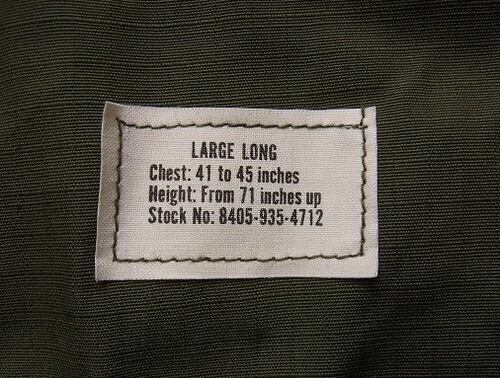 LARGE LONG
Chest: 41 to 45 inches
Height: From 71 inches up
Stock No: 8405-935-4712